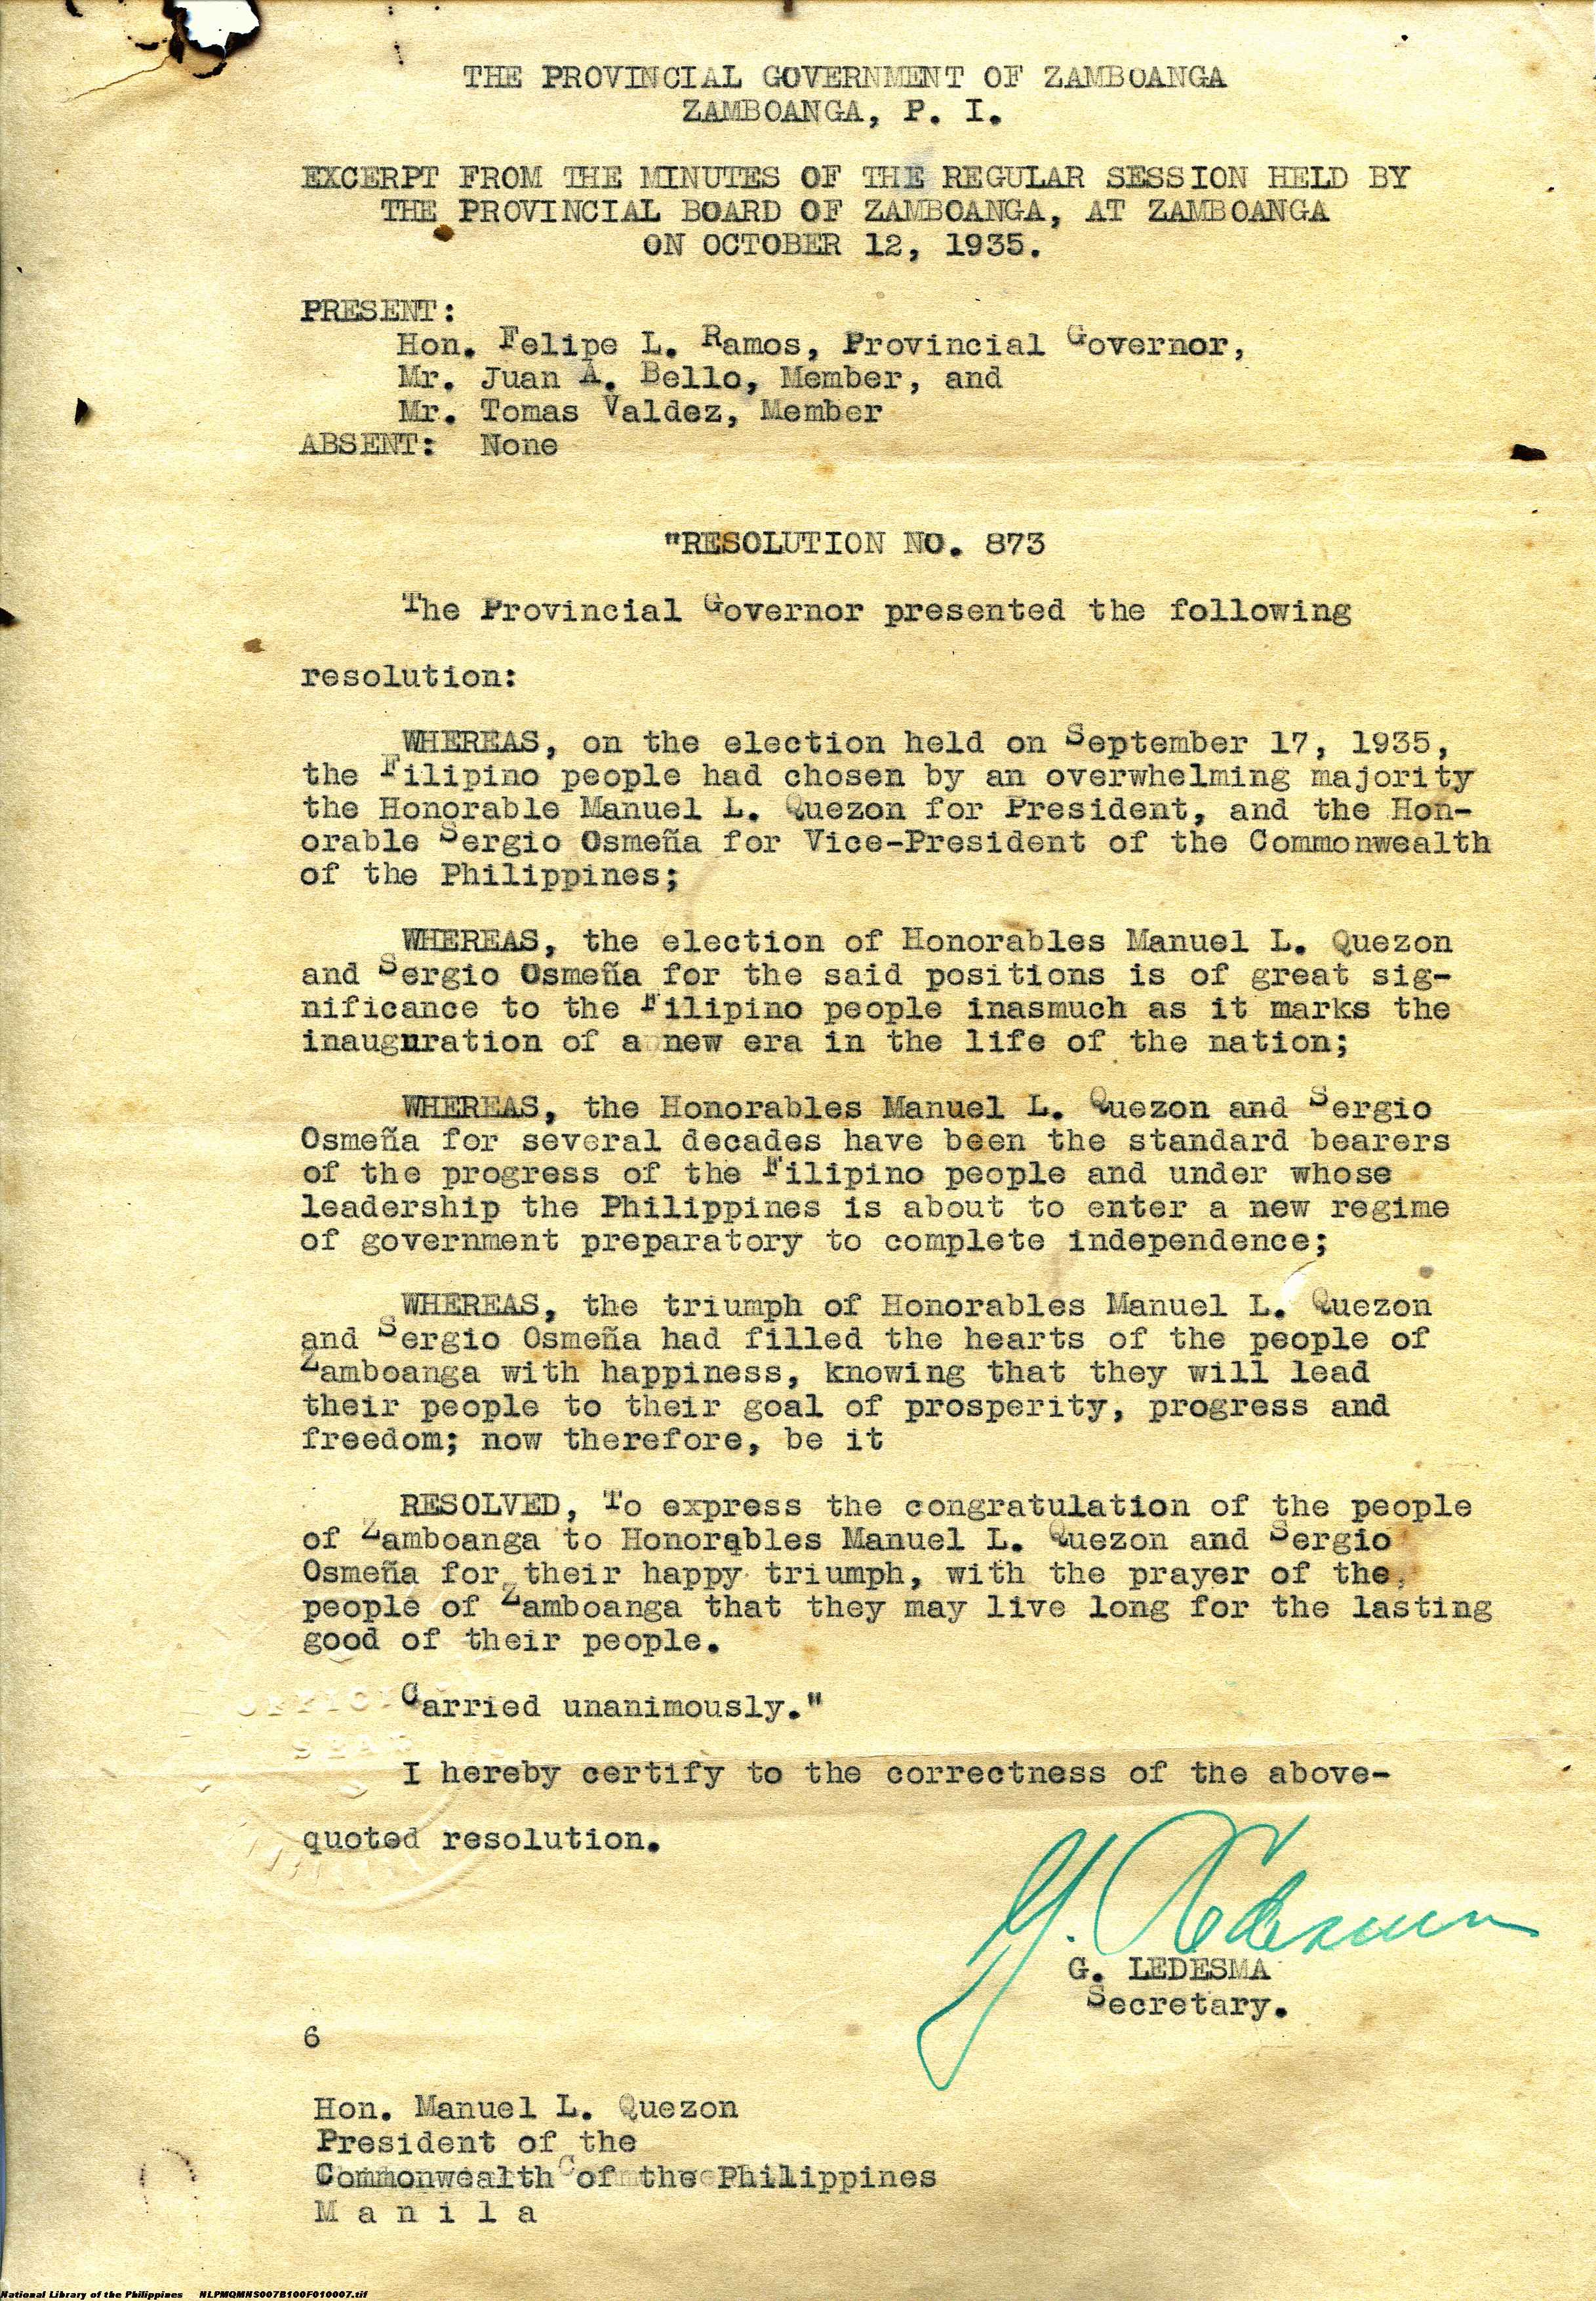 THE PROVINCIAL GOVERNMENT OF ZAMBOANGA
ZAMBOANGA, P. I.
EXCERPT FROM THE MINUTES OF THE REGULAR SESSION HELD BY
THE PROVINCIAL BOARD OF ZAMBOANGA, AT ZAMBOANGA
ON OCTOBER 12, 1935.
PRESENT:
Hon. Felipe L. Ramos, Provincial Governor,
Mr. Juan A. Bello, Member, and
Mr. Tomas Valdez, Member
ABSENT: None
"RESOLUTION NO. 873
The Provincial Governor presented the following
resolution:
WHEREAS, on the election held on September 17, 1935,
the Filipino people had chosen by an overwhelming majority
the Honorable Manuel L. Quezon for President, and the Hon-
orable Sergio Osmeña for Vice-President of the Commonwealth
of the Philippines;
WHEREAS, the election of Honorables Manuel L. Quezon
and Sergio Osmeña for the said positions is of great sig-
nificance to the Filipino people inasmuch as it marks the
inauguration of a new era in the life of the nation;
WHEREAS, the Honorables Manuel L. Quezon and Sergio
Osmeña for several decades have been the standard bearers
of the progress of the Filipino people and under whose
leadership the Philippines is about to enter a new regime
of government preparatory to complete independence;
WHEREAS, the triumph of Honorables Manuel L. Quezon
and Sergio Osmeña had filled the hearts of the people of
Zamboanga with happiness, knowing that they will lead
their people to their goal of prosperity, progress and
freedom; now therefore, be it
RESOLVED, To express the congratulation of the people
of Zamboanga to Honorables Manuel L. Quezon and Sergio
Osmeña for their happy triumph, with the prayer of the
people of Zamboanga that they may live long for the lasting
good of their people.
Carried unanimously."
I hereby certify to the correctness of the above-
quoted resolution.
G. Ledesma
G. LEDESMA
Secretary.
6
Hon. Manuel L. Quezon
President of the
Commonwealth of the Philippines
M a n i l a
National Library of the Philippines NLPMQMNS007B100F010007.tif